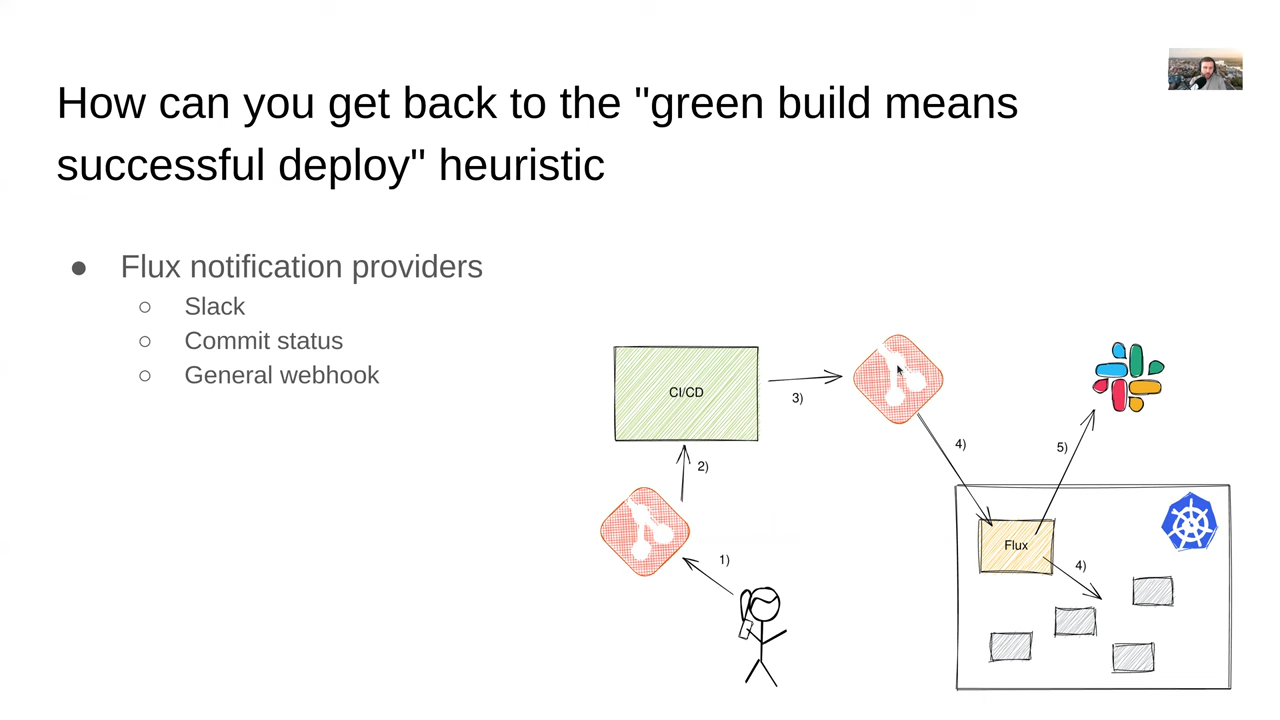 How can you get back to the "green build means
successful deploy" heuristic
● Flux notification providers
○ Slack
○ Commit status
○ General webhook
CI/CD
3)
4)
5)
2)
1)
Flux
4)